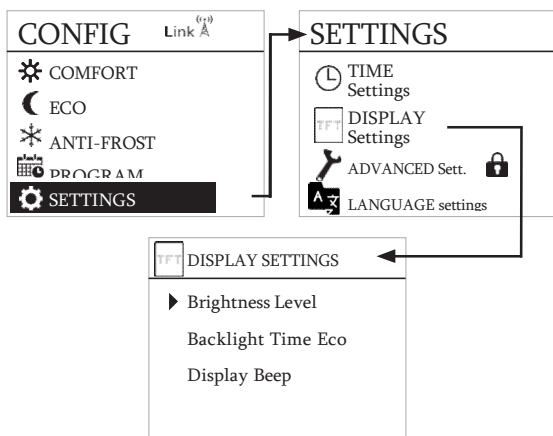 CONFIG Link
COMFORT
ECO
ANTI-FROST
PROGRAM
SETTINGS
SETTINGS
TIME
Settings
TFT DISPLAY
Settings
ADVANCED Sett.
LANGUAGE settings
TFT DISPLAY SETTINGS
Brightness Level
Backlight Time Eco
Display Beep